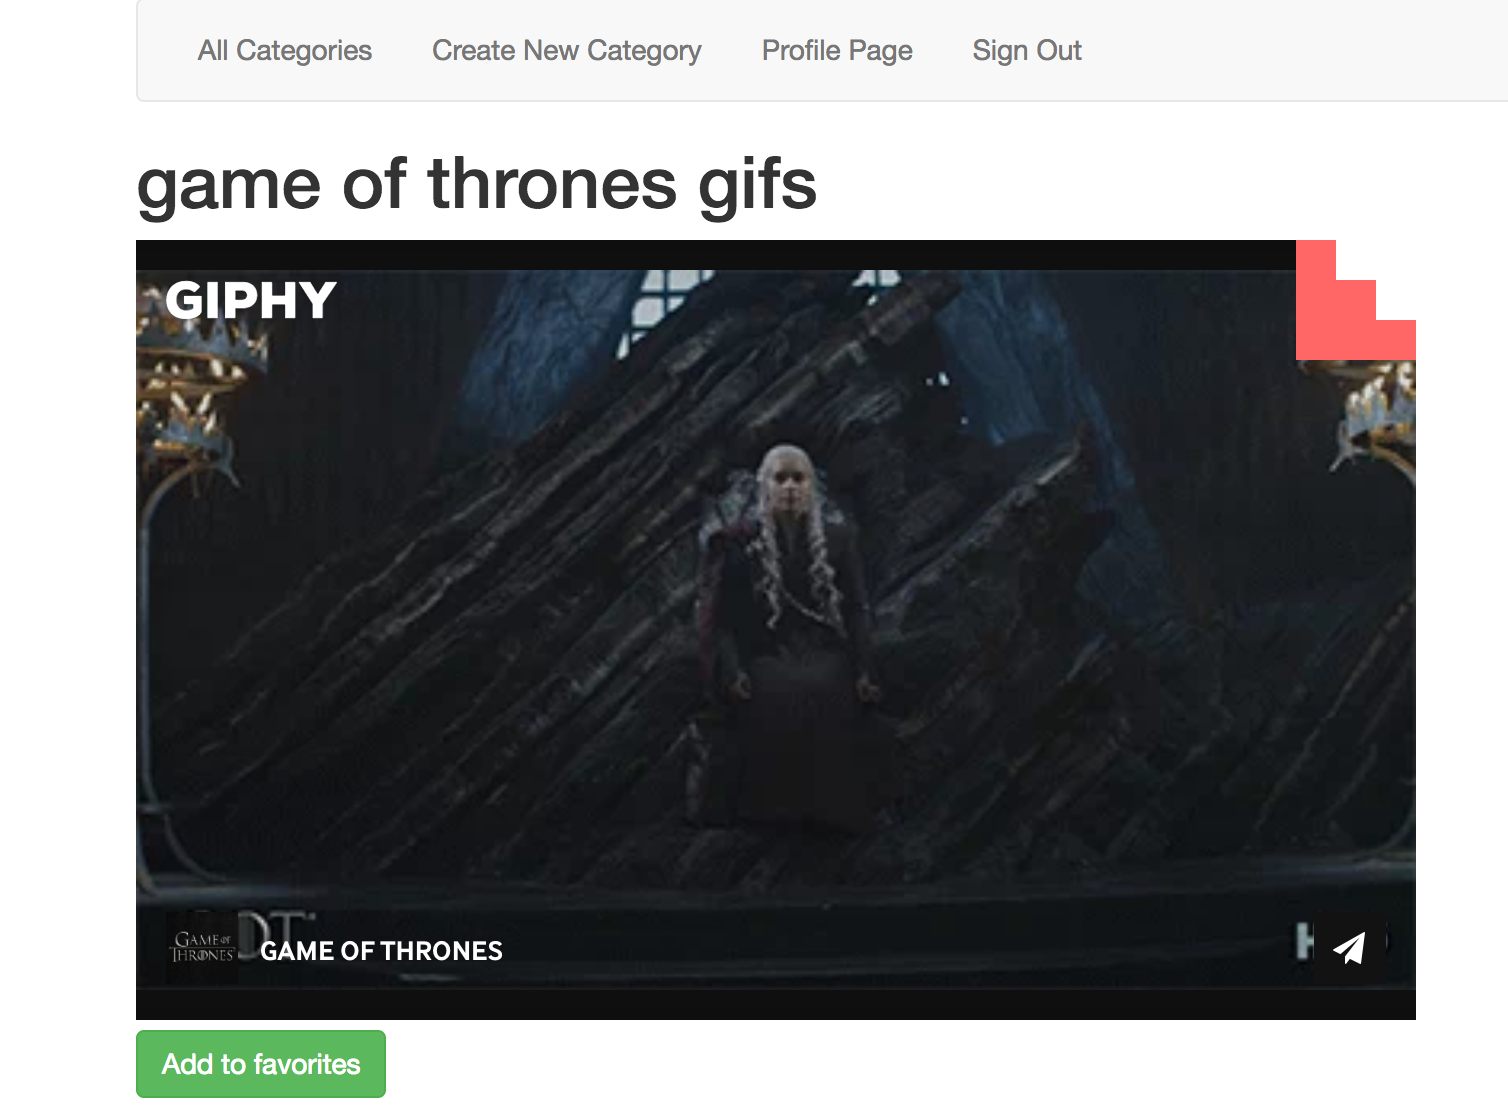 All Categories Create New Category Profile Page Sign Out
game of thrones gifs
GIPHY
GAME OF
THRONES
GAME OF THRONES
Add to favorites